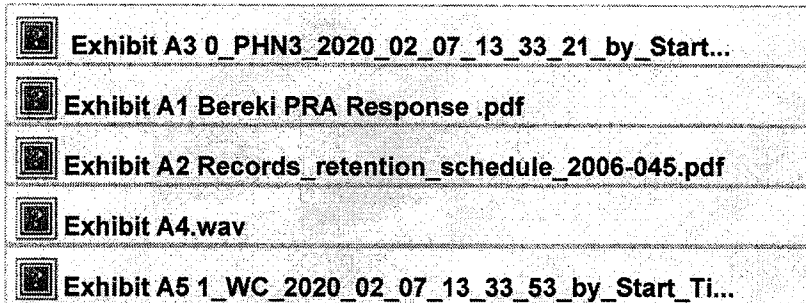 Exhibit A3 0_PHN3_2020_02_07_13_33_21_by_Start...
Exhibit A1 Bereki PRA Response .pdf
Exhibit A2 Records_retention_schedule_2006-045.pdf
Exhibit A4.wav
Exhibit A5 1_WC_2020_02_07_13_33_53_by_Start_Ti...